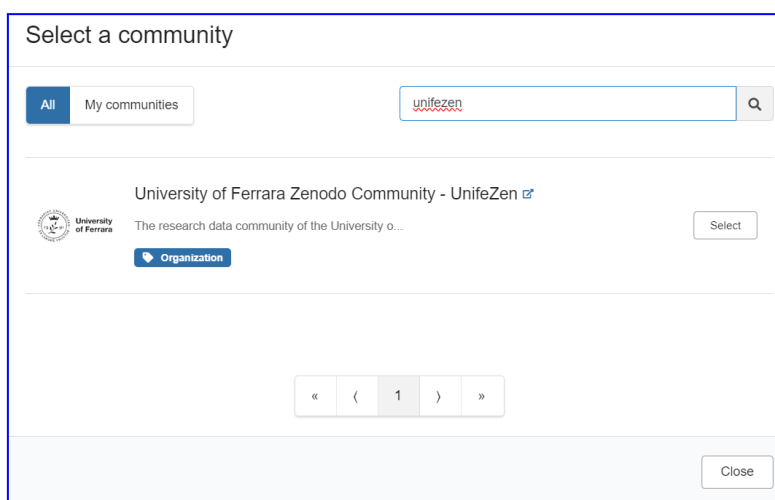 Select a community
All My communities unifezen
University of Ferrara Zenodo Community - UnifeZen
University
of Ferrara
The research data community of the University o...
Select
Organization
« ⟨ 1 ⟩ »
Close